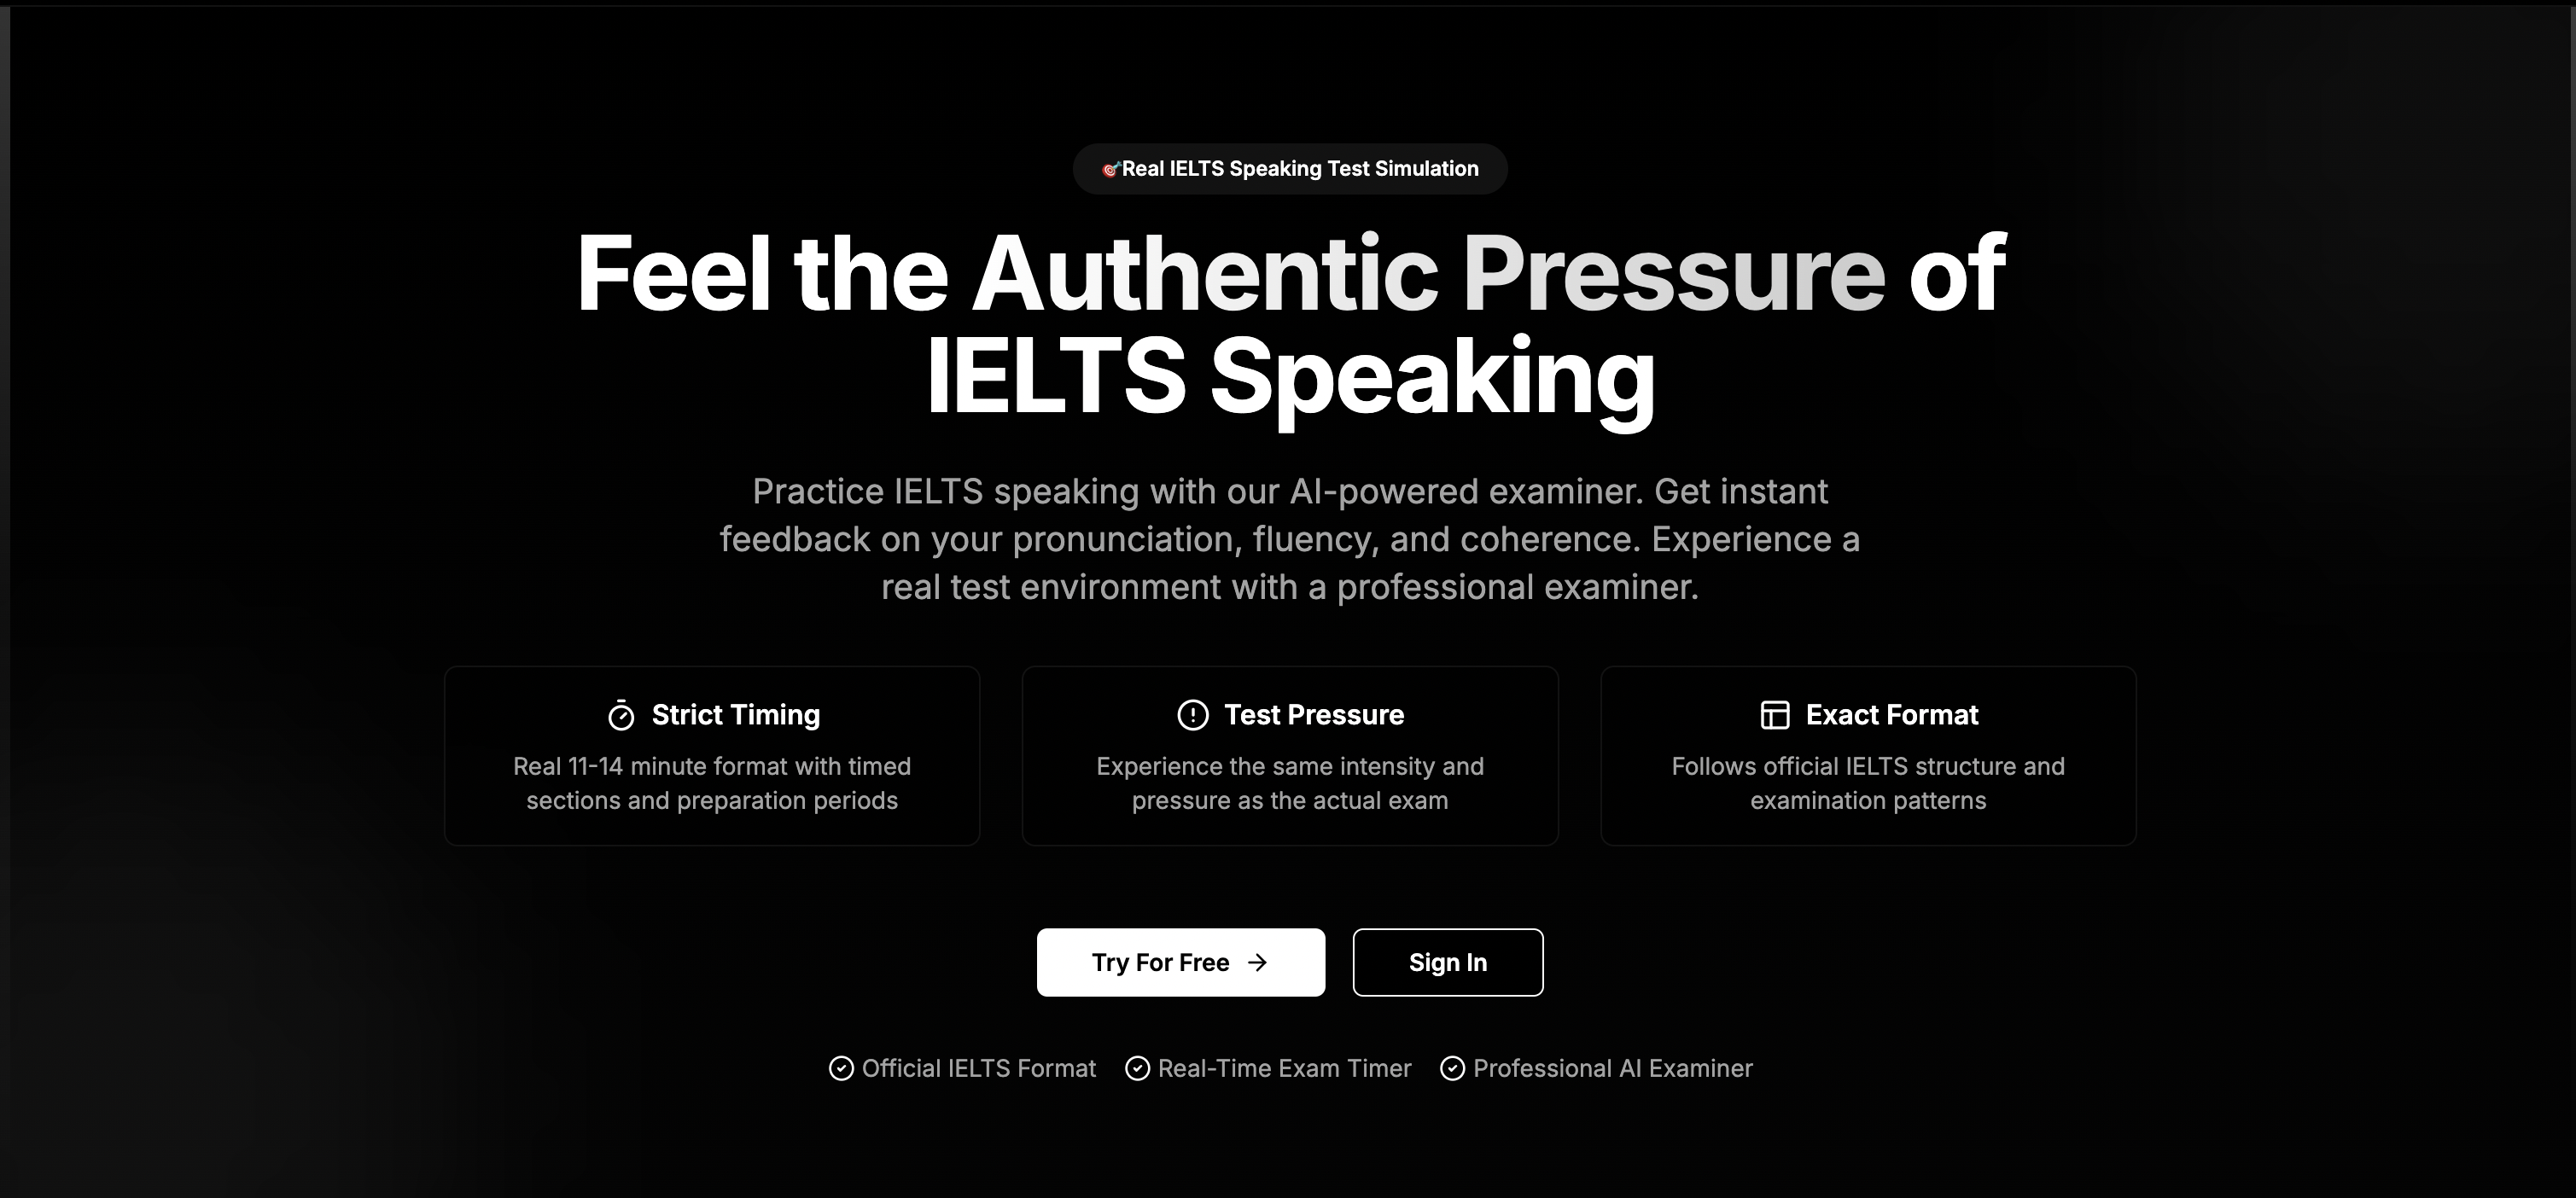 🎯Real IELTS Speaking Test Simulation
Feel the Authentic Pressure of
IELTS Speaking
Practice IELTS speaking with our AI-powered examiner. Get instant
feedback on your pronunciation, fluency, and coherence. Experience a
real test environment with a professional examiner.
Strict Timing
Real 11-14 minute format with timed
sections and preparation periods
Test Pressure
Experience the same intensity and
pressure as the actual exam
Exact Format
Follows official IELTS structure and
examination patterns
Try For Free →
Sign In
Official IELTS Format
Real-Time Exam Timer
Professional AI Examiner